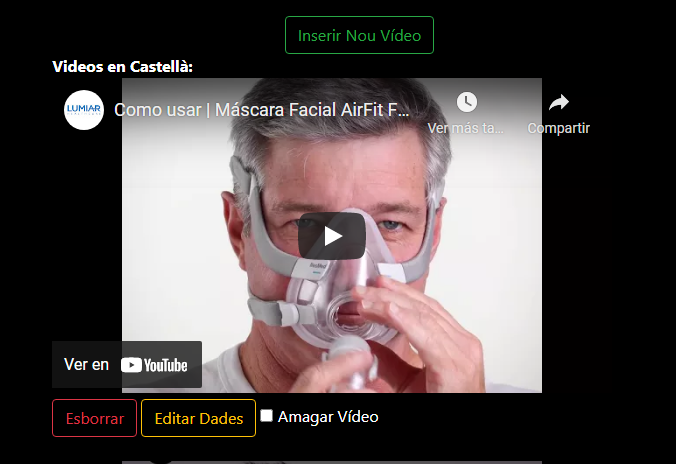 Inserir Nou Vídeo
Videos en Castellà:
LUMIAR
Como usar | Máscara Facial AirFit F...
Ver más ta...
Compartir
Ver en YouTube
Esborrar
Editar Dades
Amagar Vídeo